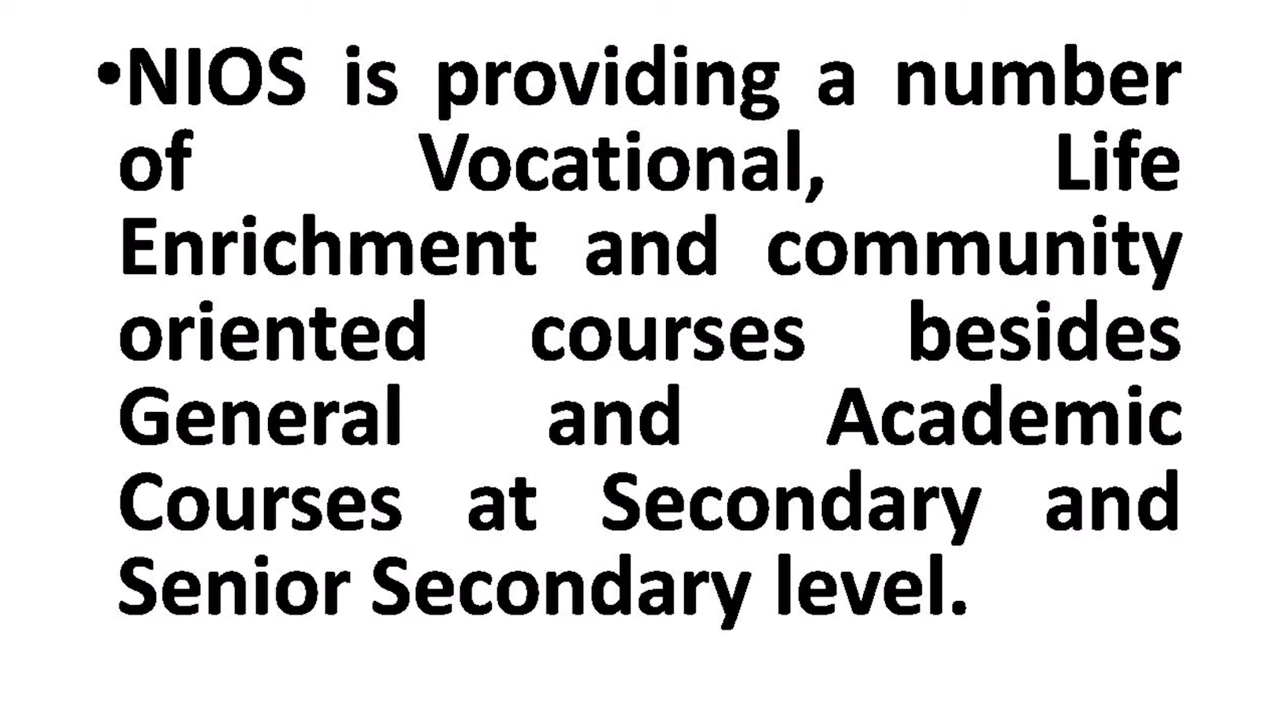 •NIOS is providing a number
of Vocational, Life
Enrichment and community
oriented courses besides
General and Academic
Courses at Secondary and
Senior Secondary level.